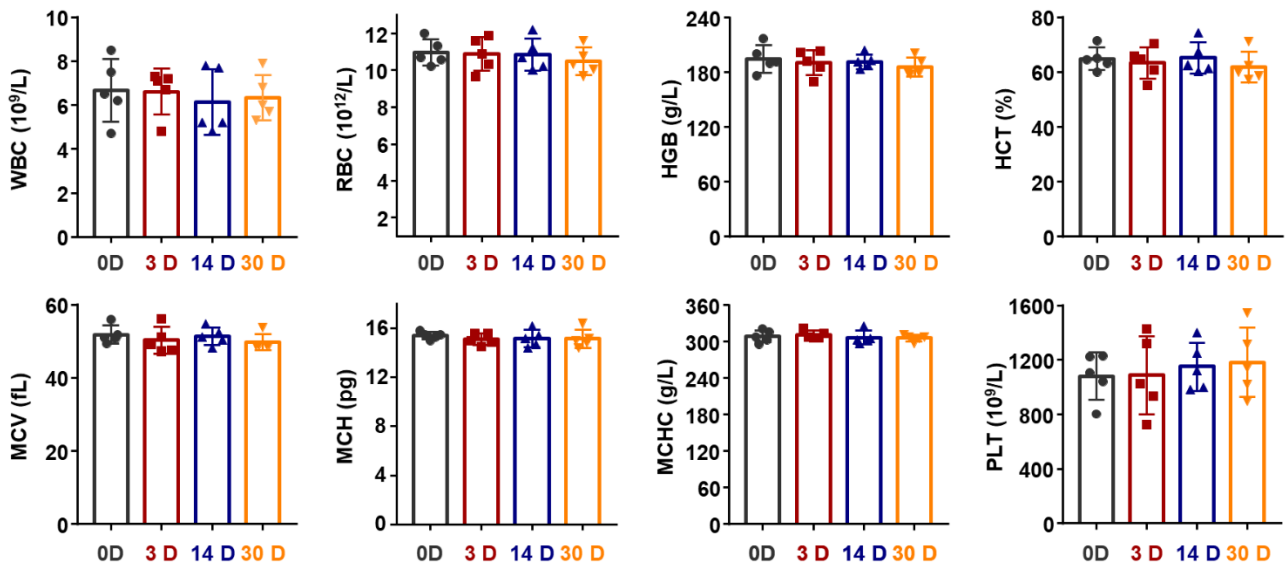 WBC (10⁹/L)
10
8
6
4
2
0
0D 3 D 14 D 30 D
RBC (10¹²/L)
12
10
8
6
4
2
0D 3 D 14 D 30 D
HGB (g/L)
240
180
120
60
0
0D 3 D 14 D 30 D
HCT (%)
80
60
40
20
0
0D 3 D 14 D 30 D
MCV (fL)
60
40
20
0
0D 3 D 14 D 30 D
MCH (pg)
16
12
8
4
0
0D 3 D 14 D 30 D
MCHC (g/L)
360
300
240
180
120
60
0
0D 3 D 14 D 30 D
PLT (10⁹/L)
1600
1200
800
400
0
0D 3 D 14 D 30 D